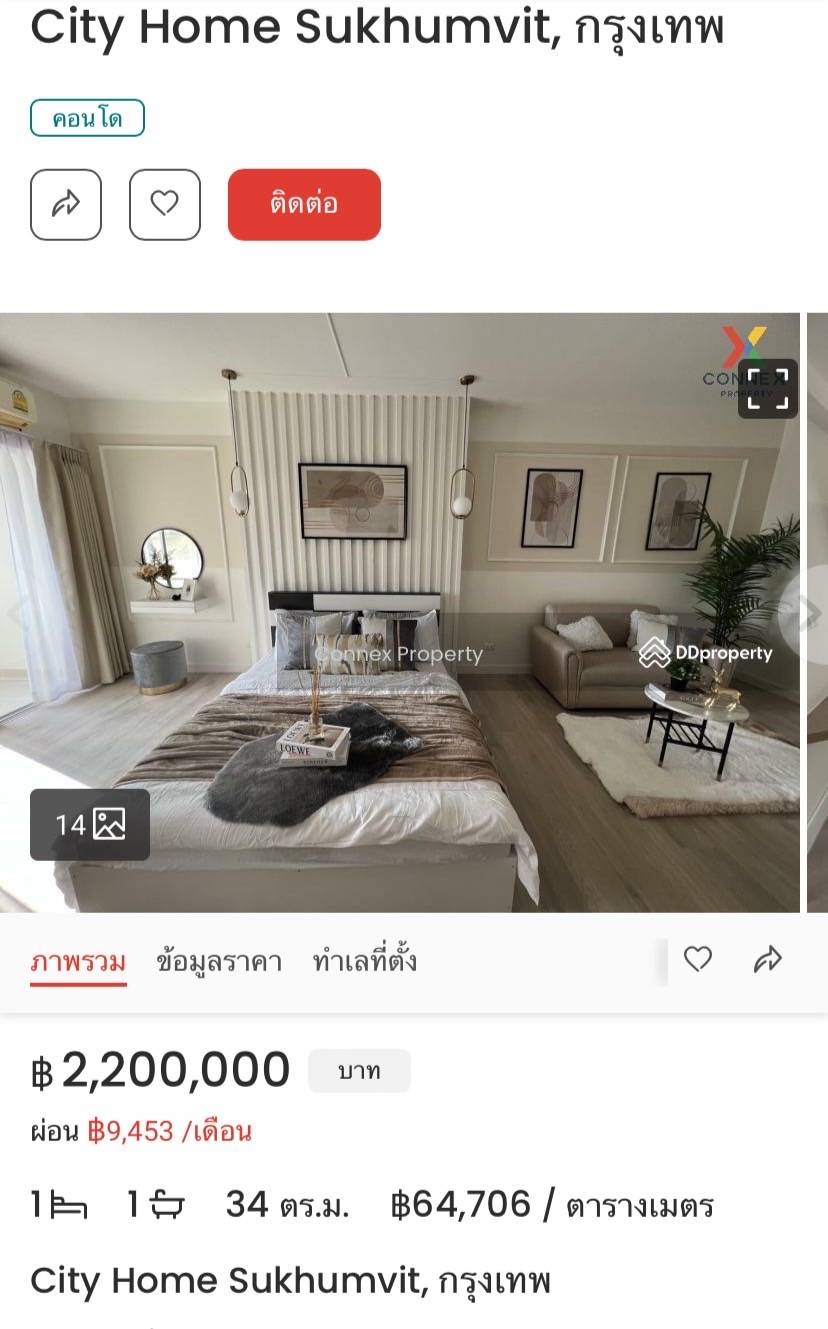 City Home Sukhumvit, กรุงเทพ
คอนโด
ติดต่อ
CONNEX
PROPERTY
Connex Property
DDproperty
LOEWE
14
ภาพรวม ข้อมูลราคา ทำเลที่ตั้ง
฿ 2,200,000 บาท
ผ่อน ฿9,453 /เดือน
1 1 34 ตร.ม. ฿64,706 / ตารางเมตร
City Home Sukhumvit, กรุงเทพ